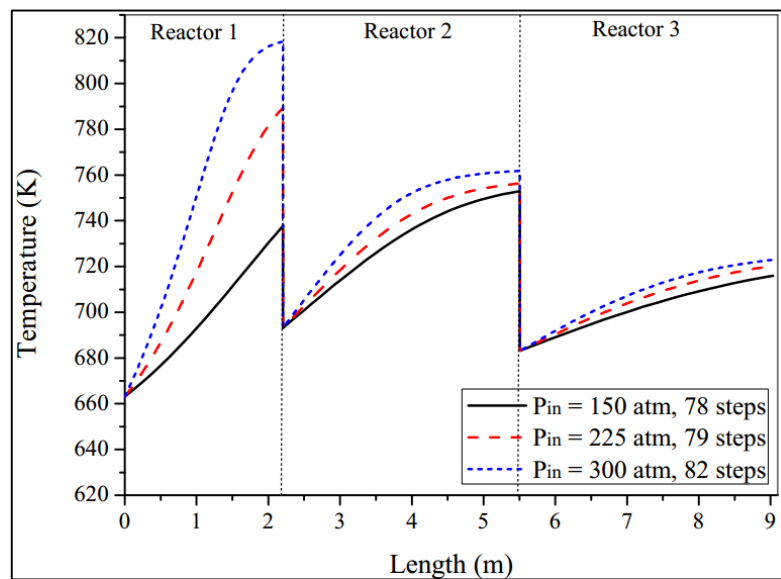 Reactor 1
Reactor 2
Reactor 3
820
800
780
760
740
720
700
680
660
640
620
Temperature (K)
Pin = 150 atm, 78 steps
Pin = 225 atm, 79 steps
Pin = 300 atm, 82 steps
0 1 2 3 4 5 6 7 8 9
Length (m)